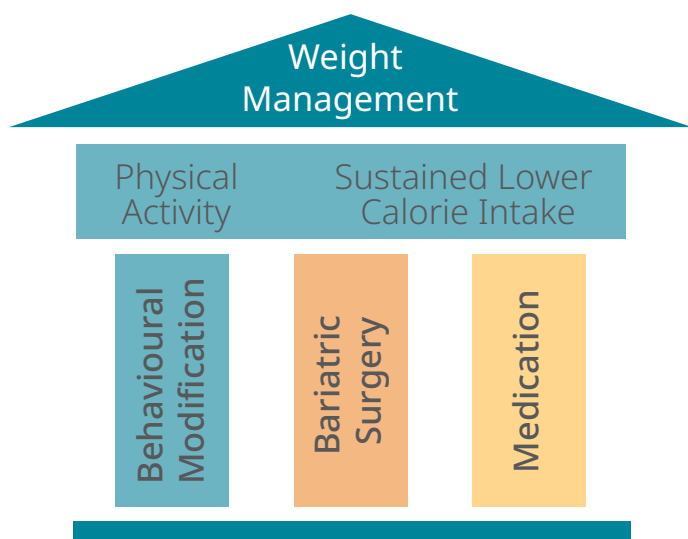 Weight
Management
Physical
Activity
Sustained Lower
Calorie Intake
Behavioural
Modification
Bariatric
Surgery
Medication